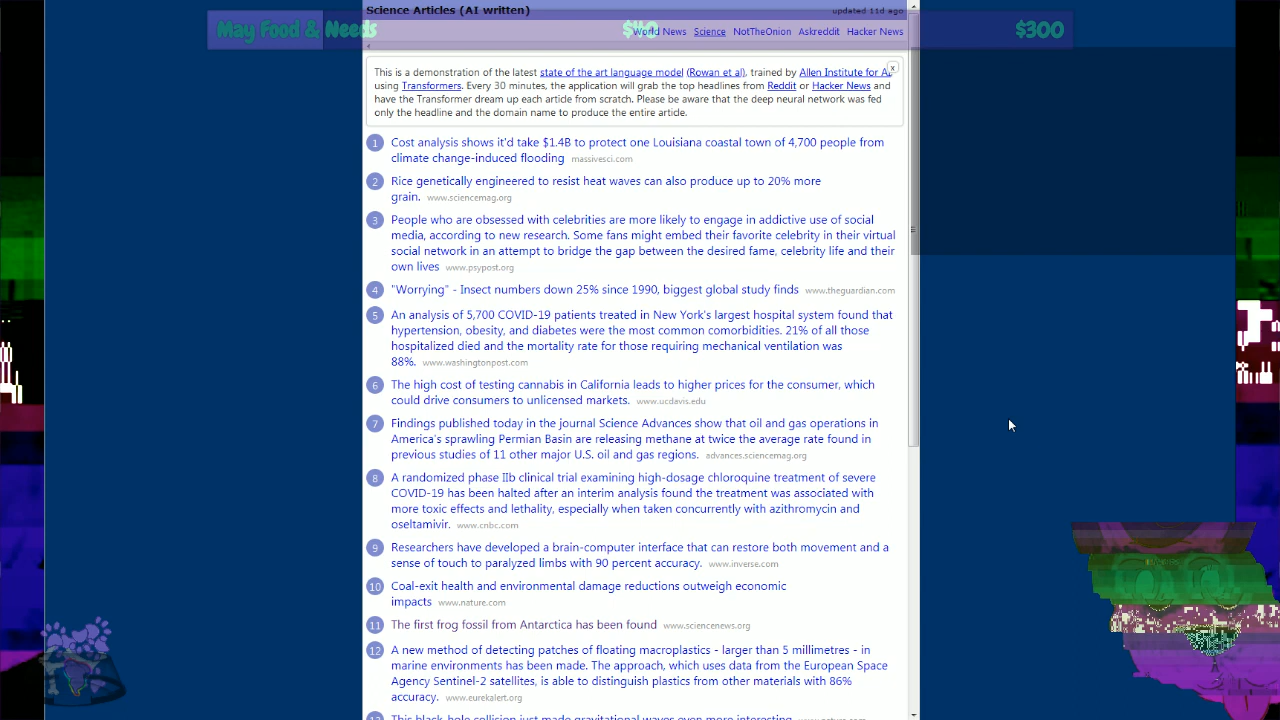 Science Articles (AI written)
updated 11d ago
May Food & Needs
$40
$300
World News Science NotTheOnion Askreddit Hacker News
x
This is a demonstration of the latest state of the art language model (Rowan et al), trained by Allen Institute for AI
using Transformers. Every 30 minutes, the application will grab the top headlines from Reddit or Hacker News and
have the Transformer dream up each article from scratch. Please be aware that the deep neural network was fed
only the headline and the domain name to produce the entire article.
1 Cost analysis shows it'd take $1.4B to protect one Louisiana coastal town of 4,700 people from
climate change-induced flooding massivesci.com
2 Rice genetically engineered to resist heat waves can also produce up to 20% more
grain. www.sciencemag.org
3 People who are obsessed with celebrities are more likely to engage in addictive use of social
media, according to new research. Some fans might embed their favorite celebrity in their virtual
social network in an attempt to bridge the gap between the desired fame, celebrity life and their
own lives www.psypost.org
4 "Worrying" - Insect numbers down 25% since 1990, biggest global study finds www.theguardian.com
5 An analysis of 5,700 COVID-19 patients treated in New York's largest hospital system found that
hypertension, obesity, and diabetes were the most common comorbidities. 21% of all those
hospitalized died and the mortality rate for those requiring mechanical ventilation was
88%. www.washingtonpost.com
6 The high cost of testing cannabis in California leads to higher prices for the consumer, which
could drive consumers to unlicensed markets. www.ucdavis.edu
7 Findings published today in the journal Science Advances show that oil and gas operations in
America's sprawling Permian Basin are releasing methane at twice the average rate found in
previous studies of 11 other major U.S. oil and gas regions. advances.sciencemag.org
8 A randomized phase IIb clinical trial examining high-dosage chloroquine treatment of severe
COVID-19 has been halted after an interim analysis found the treatment was associated with
more toxic effects and lethality, especially when taken concurrently with azithromycin and
oseltamivir. www.cnbc.com
9 Researchers have developed a brain-computer interface that can restore both movement and a
sense of touch to paralyzed limbs with 90 percent accuracy. www.inverse.com
10 Coal-exit health and environmental damage reductions outweigh economic
impacts www.nature.com
11 The first frog fossil from Antarctica has been found www.sciencenews.org
12 A new method of detecting patches of floating macroplastics - larger than 5 millimetres - in
marine environments has been made. The approach, which uses data from the European Space
Agency Sentinel-2 satellites, is able to distinguish plastics from other materials with 86%
accuracy. www.eurekalert.org
13 This black-hole collision just made gravitational waves even more interesting www.nature.com